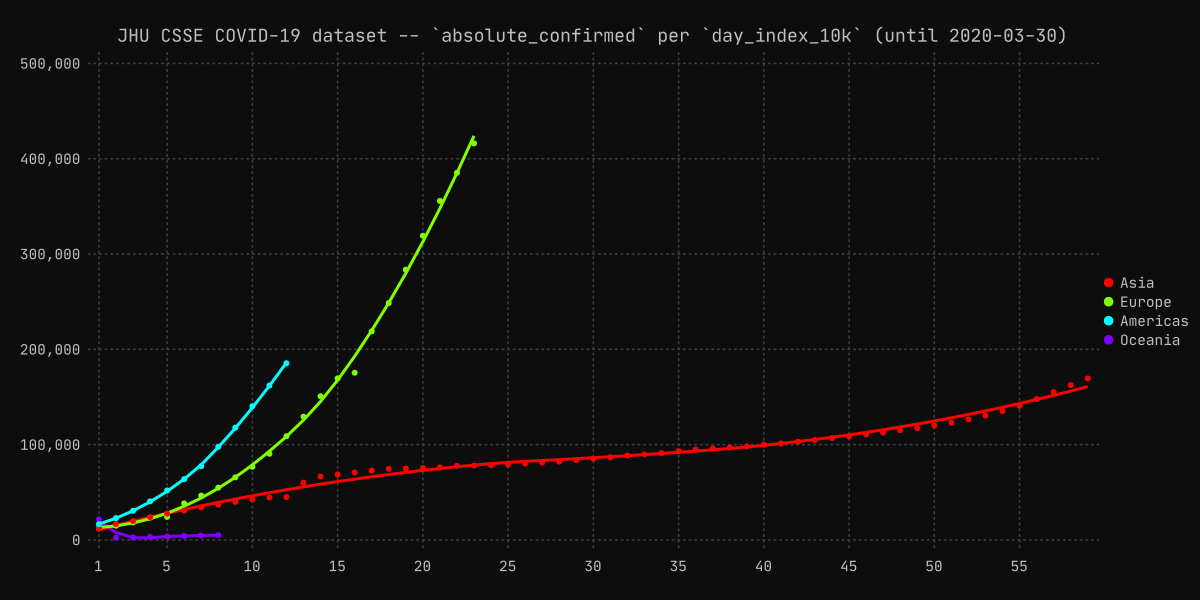 JHU CSSE COVID-19 dataset -- `absolute_confirmed` per `day_index_10k` (until 2020-03-30)
500,000
400,000
300,000
200,000
100,000
0
1 5 10 15 20 25 30 35 40 45 50 55
Asia
Europe
Americas
Oceania